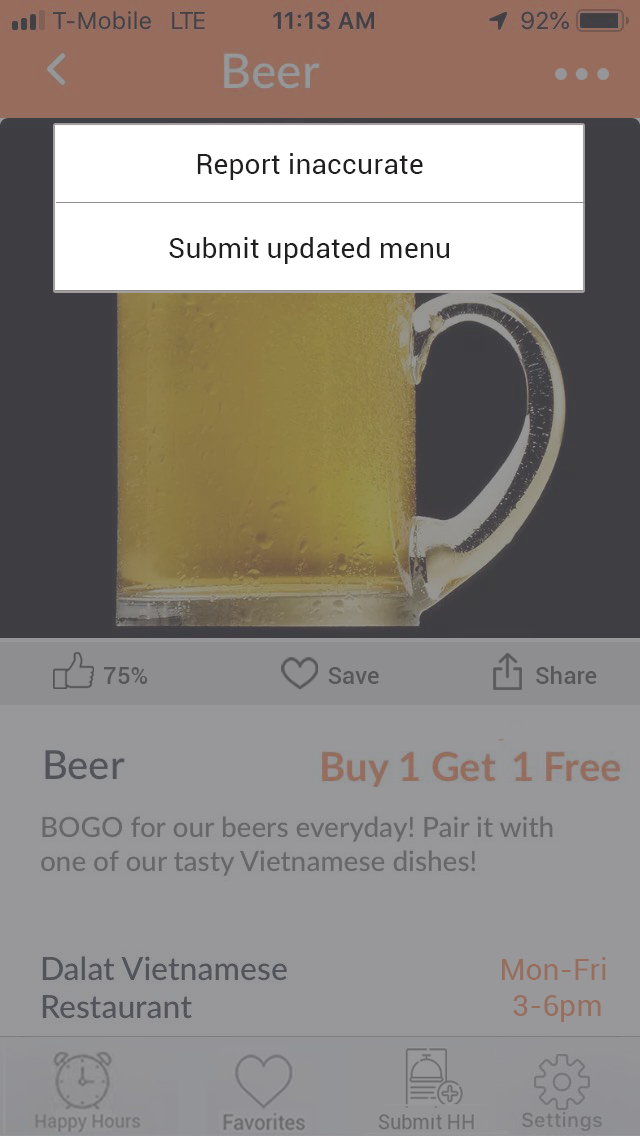 T-Mobile LTE 11:13 AM 92%
Beer
Report inaccurate
Submit updated menu
75% Save Share
Beer Buy 1 Get 1 Free
BOGO for our beers everyday! Pair it with
one of our tasty Vietnamese dishes!
Dalat Vietnamese Mon-Fri
Restaurant 3-6pm
Happy Hours Favorites Submit HH Settings